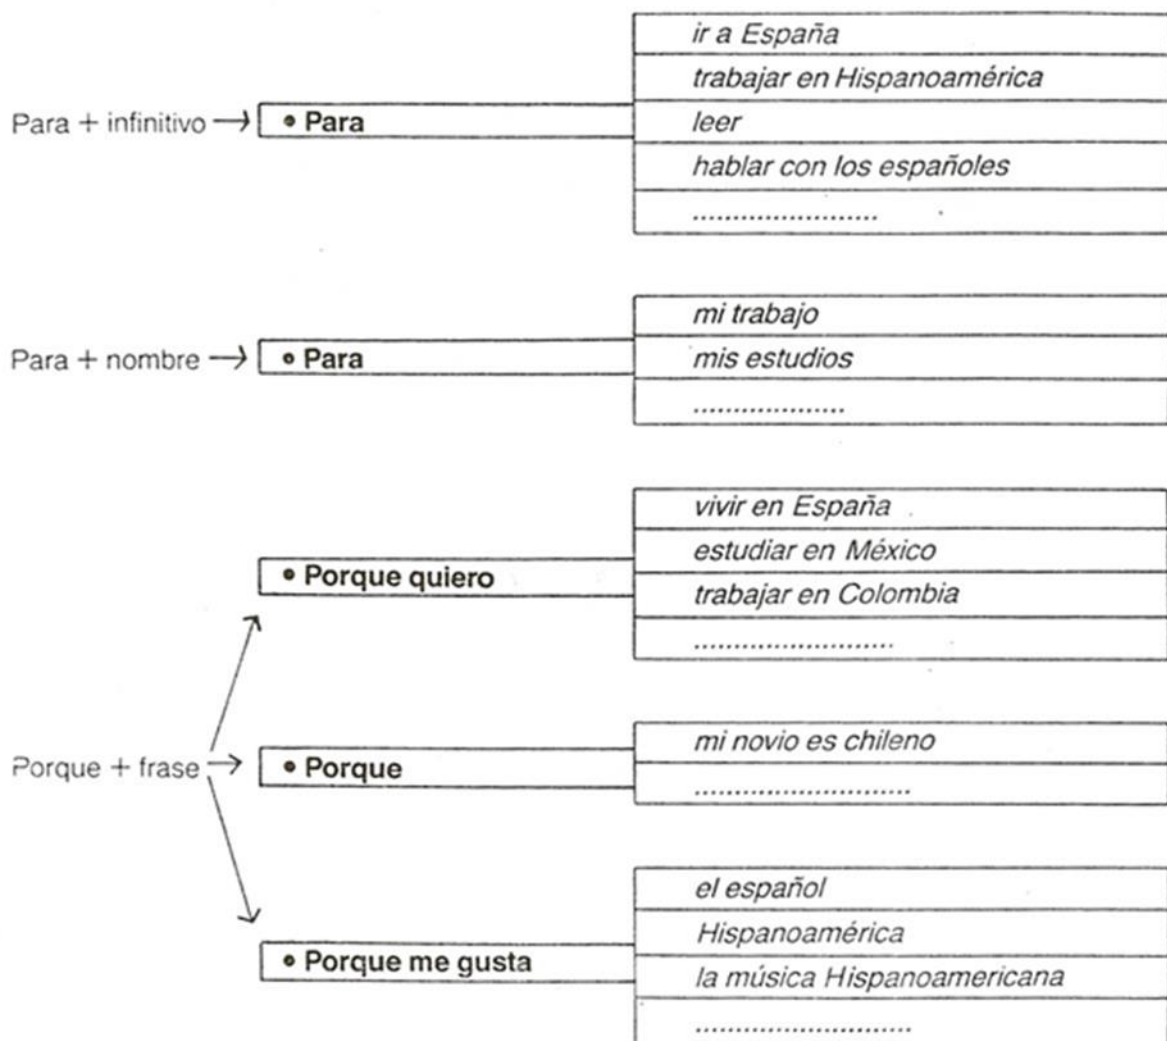 ir a España
trabajar en Hispanoamérica
Para + infinitivo → • Para
leer
hablar con los españoles
.......................
mi trabajo
Para + nombre → • Para
mis estudios
...................
vivir en España
estudiar en México
• Porque quiero
trabajar en Colombia
.........................
mi novio es chileno
Porque + frase → • Porque
...........................
el español
Hispanoamérica
• Porque me gusta
la música Hispanoamericana
...........................